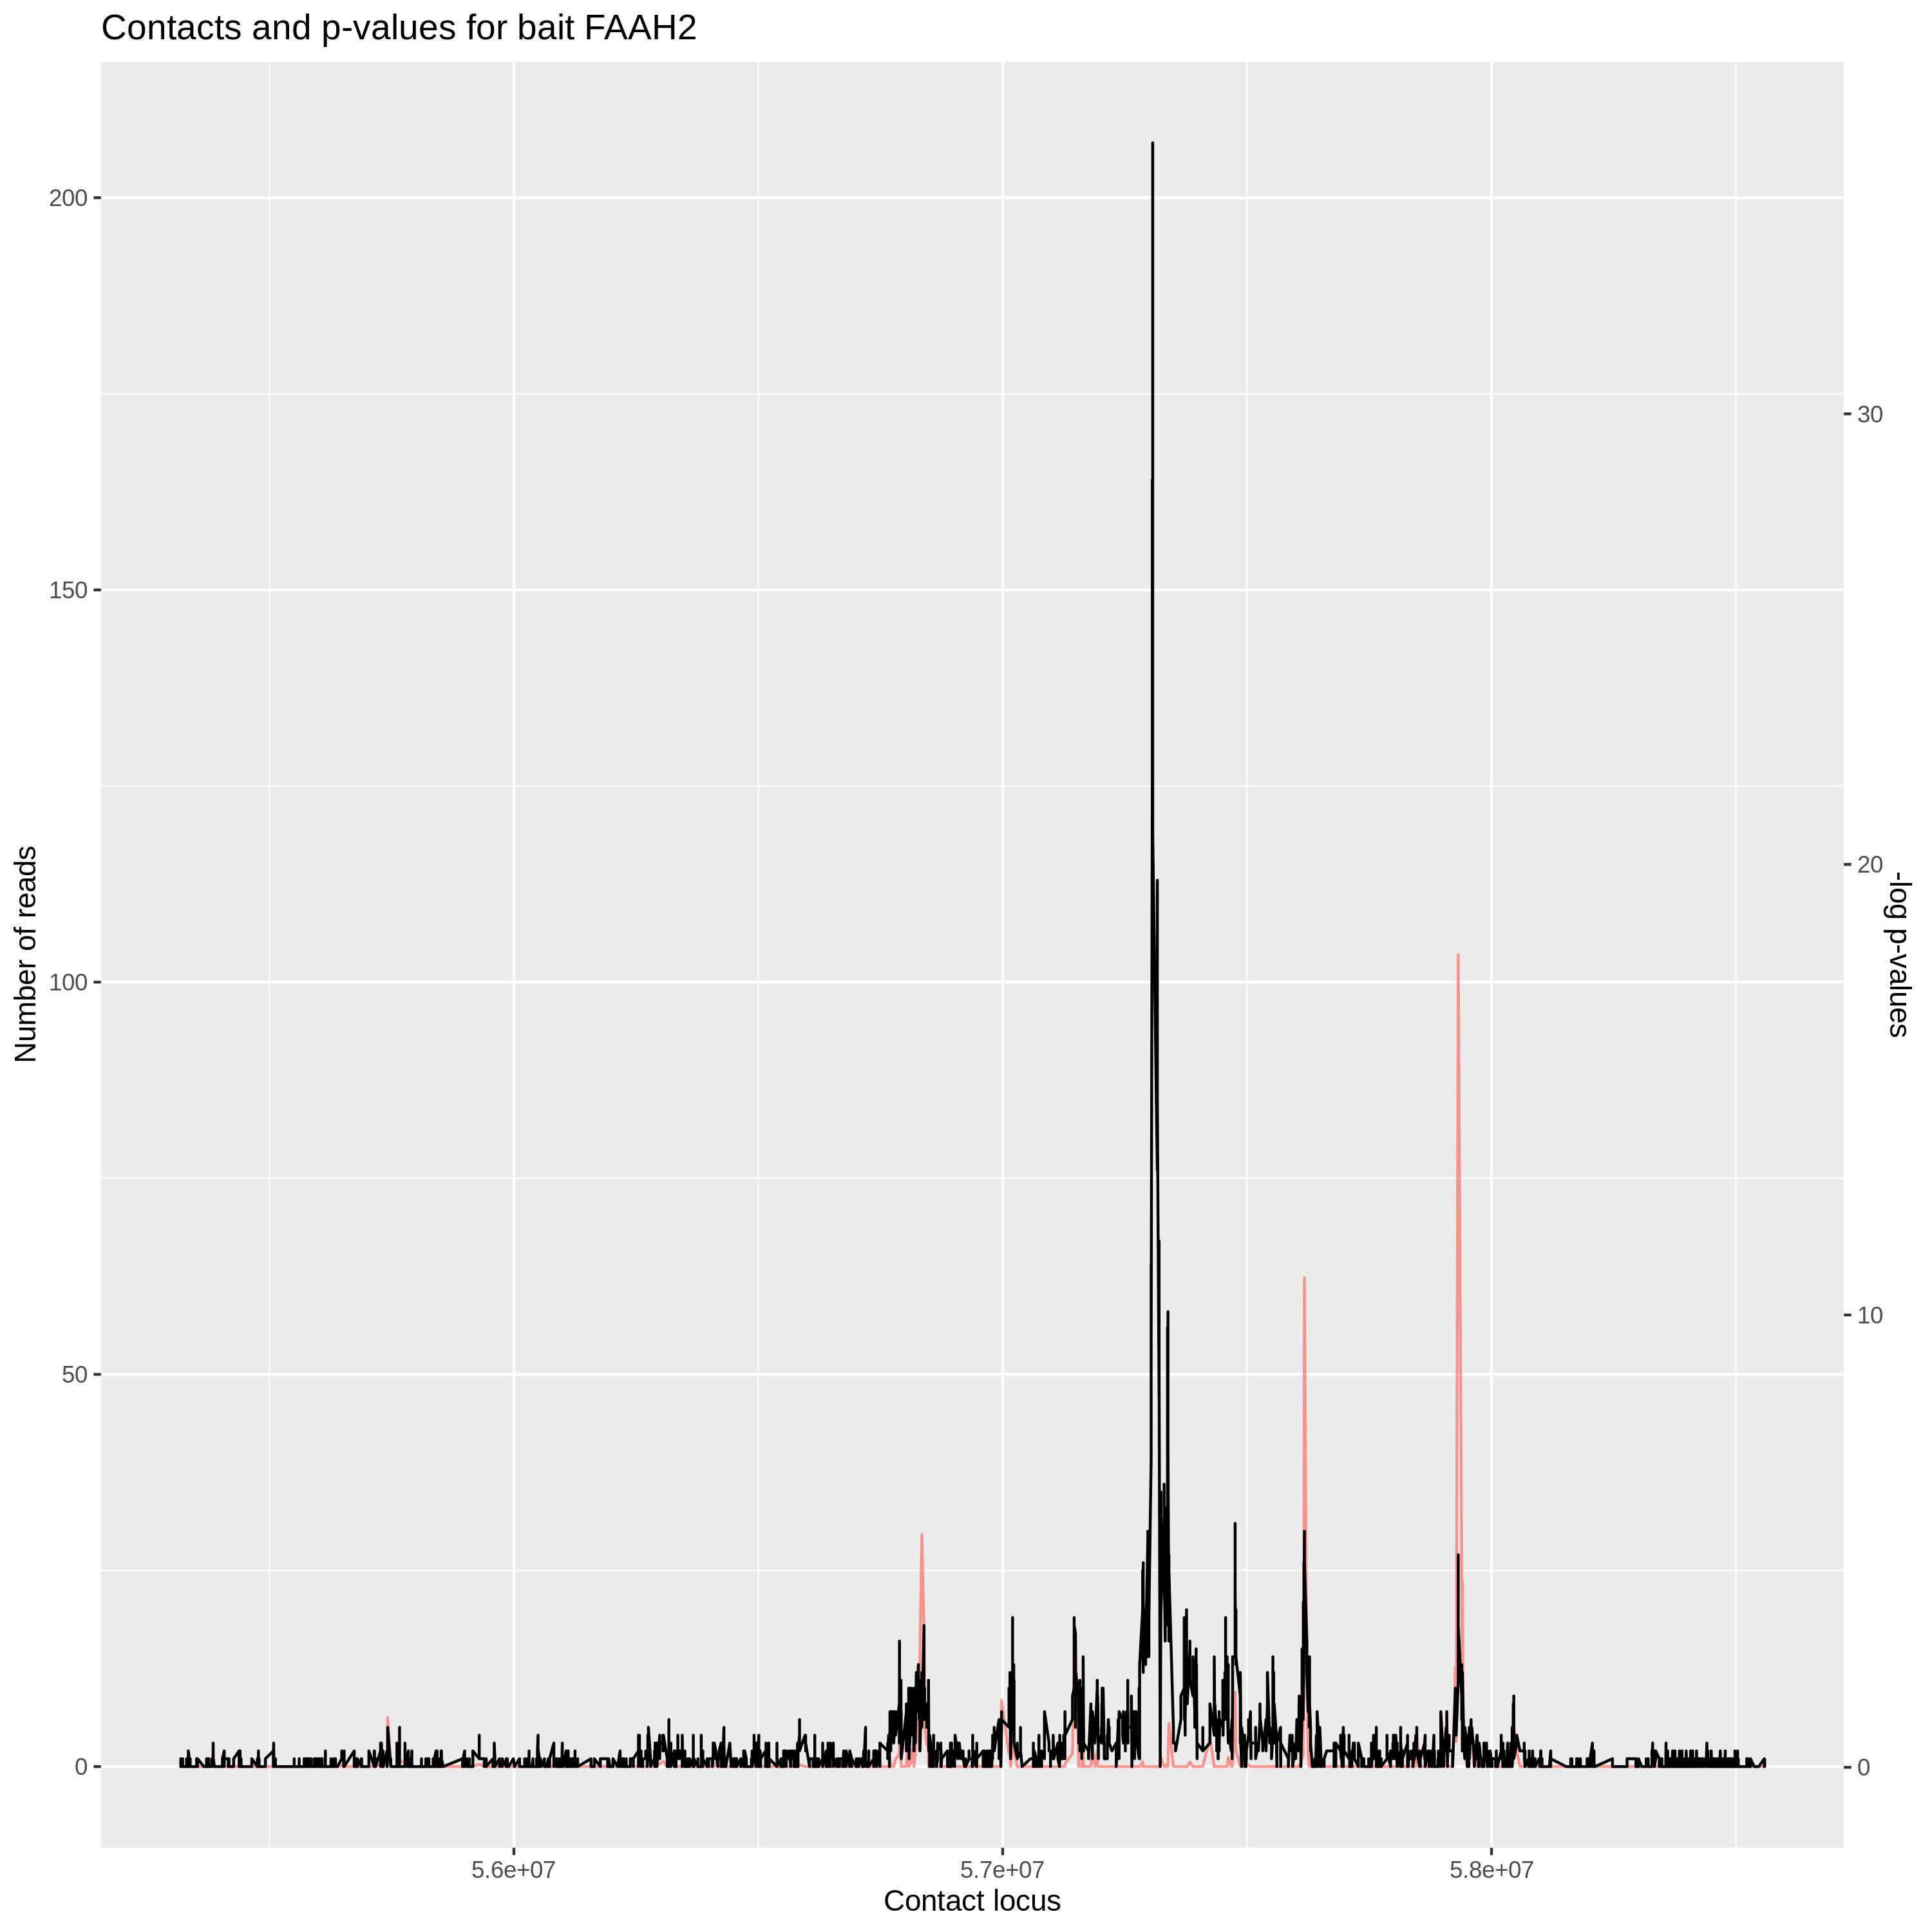 Contacts and p-values for bait FAAH2
200
150
100
50
0
Number of reads
30
20
10
0
-log p-values
5.6e+07
5.7e+07
5.8e+07
Contact locus